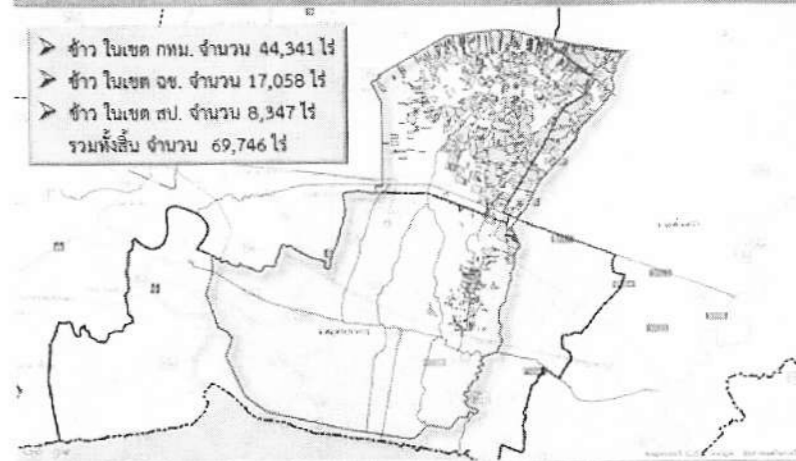 ➢ ข้าว ในเขต กทม. จำนวน 44,341 ไร่
➢ ข้าว ในเขต ฉช. จำนวน 17,058 ไร่
➢ ข้าว ในเขต สป. จำนวน 8,347 ไร่
รวมทั้งสิ้น จำนวน 69,746 ไร่